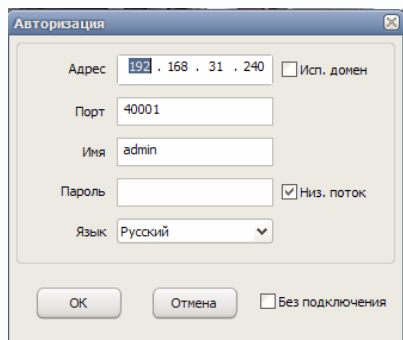 Авторизация
Адрес 192 . 168 . 31 . 240 Исп. домен
Порт 40001
Имя admin
Пароль Низ. поток
Язык Русский
OK Отмена Без подключения